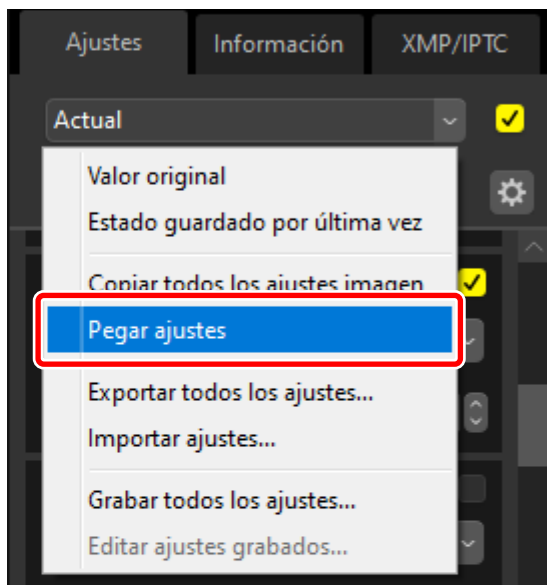 Ajustes Información XMP/IPTC
Actual
Valor original
Estado guardado por última vez
Copiar todos los ajustes imagen
Pegar ajustes
Exportar todos los ajustes...
Importar ajustes...
Grabar todos los ajustes...
Editar ajustes grabados...